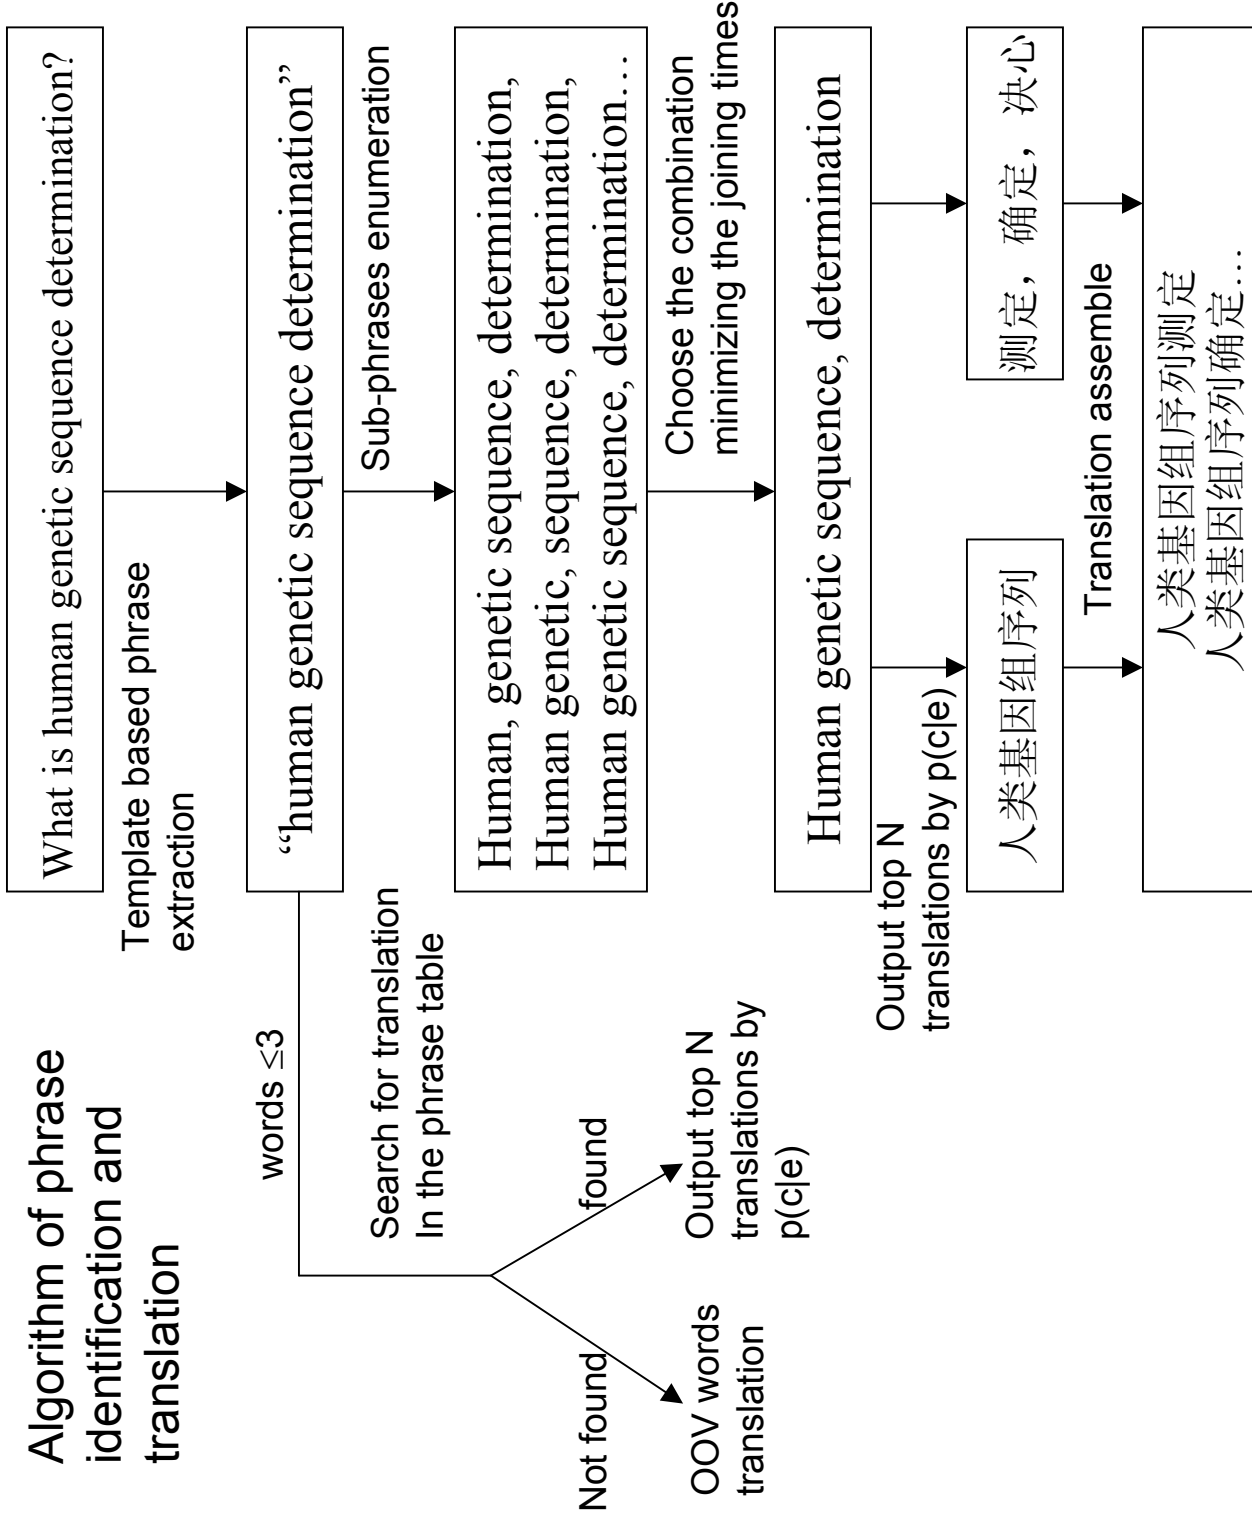 Algorithm of phrase
identification and
translation
What is human genetic sequence determination?
Template based phrase
extraction
“human genetic sequence determination”
words ≤3
Sub-phrases enumeration
Search for translation
In the phrase table
Human, genetic sequence, determination,
Human genetic, sequence, determination,
Human genetic sequence, determination…
Not found
found
Choose the combination
minimizing the joining times
OOV words
translation
Output top N
translations by
p(c|e)
Human genetic sequence, determination
Output top N
translations by p(c|e)
人类基因组序列
测定，确定，决心
Translation assemble
人类基因组序列测定
人类基因组序列确定…